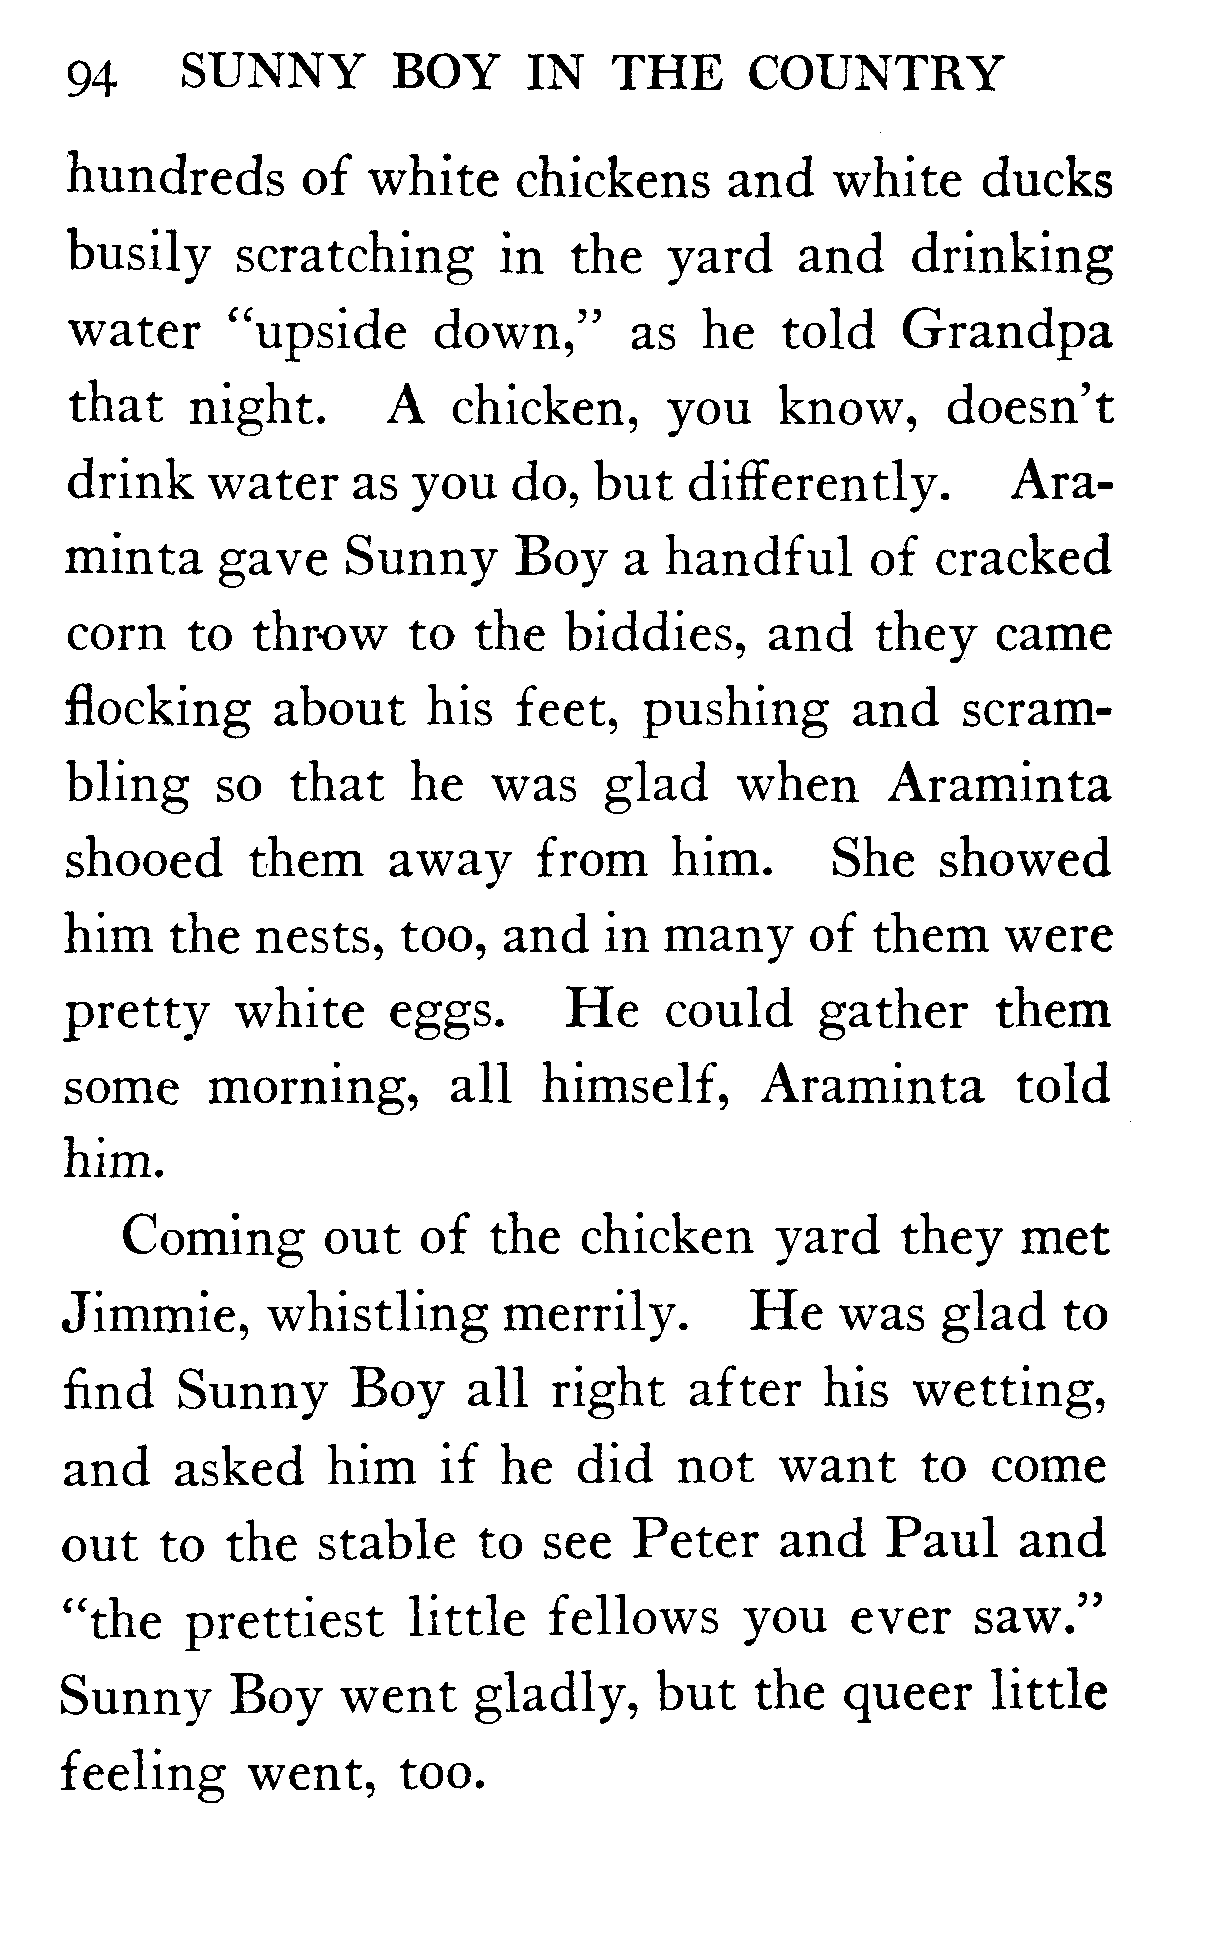 94 SUNNY BOY IN THE COUNTRY
hundreds of white chickens and white ducks
busily scratching in the yard and drinking
water “upside down,” as he told Grandpa
that night. A chicken, you know, doesn’t
drink water as you do, but differently. Ara-
minta gave Sunny Boy a handful of cracked
corn to throw to the biddies, and they came
flocking about his feet, pushing and scram-
bling so that he was glad when Araminta
shooed them away from him. She showed
him the nests, too, and in many of them were
pretty white eggs. He could gather them
some morning, all himself, Araminta told
him.
Coming out of the chicken yard they met
Jimmie, whistling merrily. He was glad to
find Sunny Boy all right after his wetting,
and asked him if he did not want to come
out to the stable to see Peter and Paul and
“the prettiest little fellows you ever saw.”
Sunny Boy went gladly, but the queer little
feeling went, too.